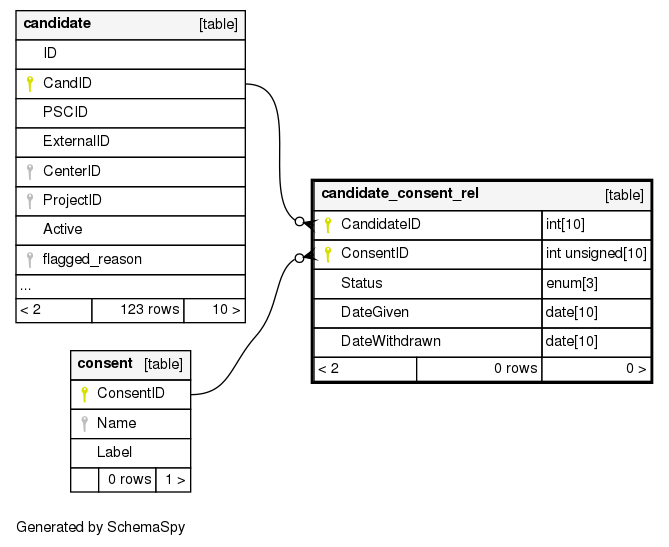 candidate [table]
ID
CandID
PSCID
ExternalID
CenterID
ProjectID
Active
flagged_reason
...
< 2 123 rows 10 >
candidate_consent_rel [table]
CandidateID int[10]
ConsentID int unsigned[10]
Status enum[3]
DateGiven date[10]
DateWithdrawn date[10]
< 2 0 rows 0 >
consent [table]
ConsentID
Name
Label
0 rows 1 >
Generated by SchemaSpy